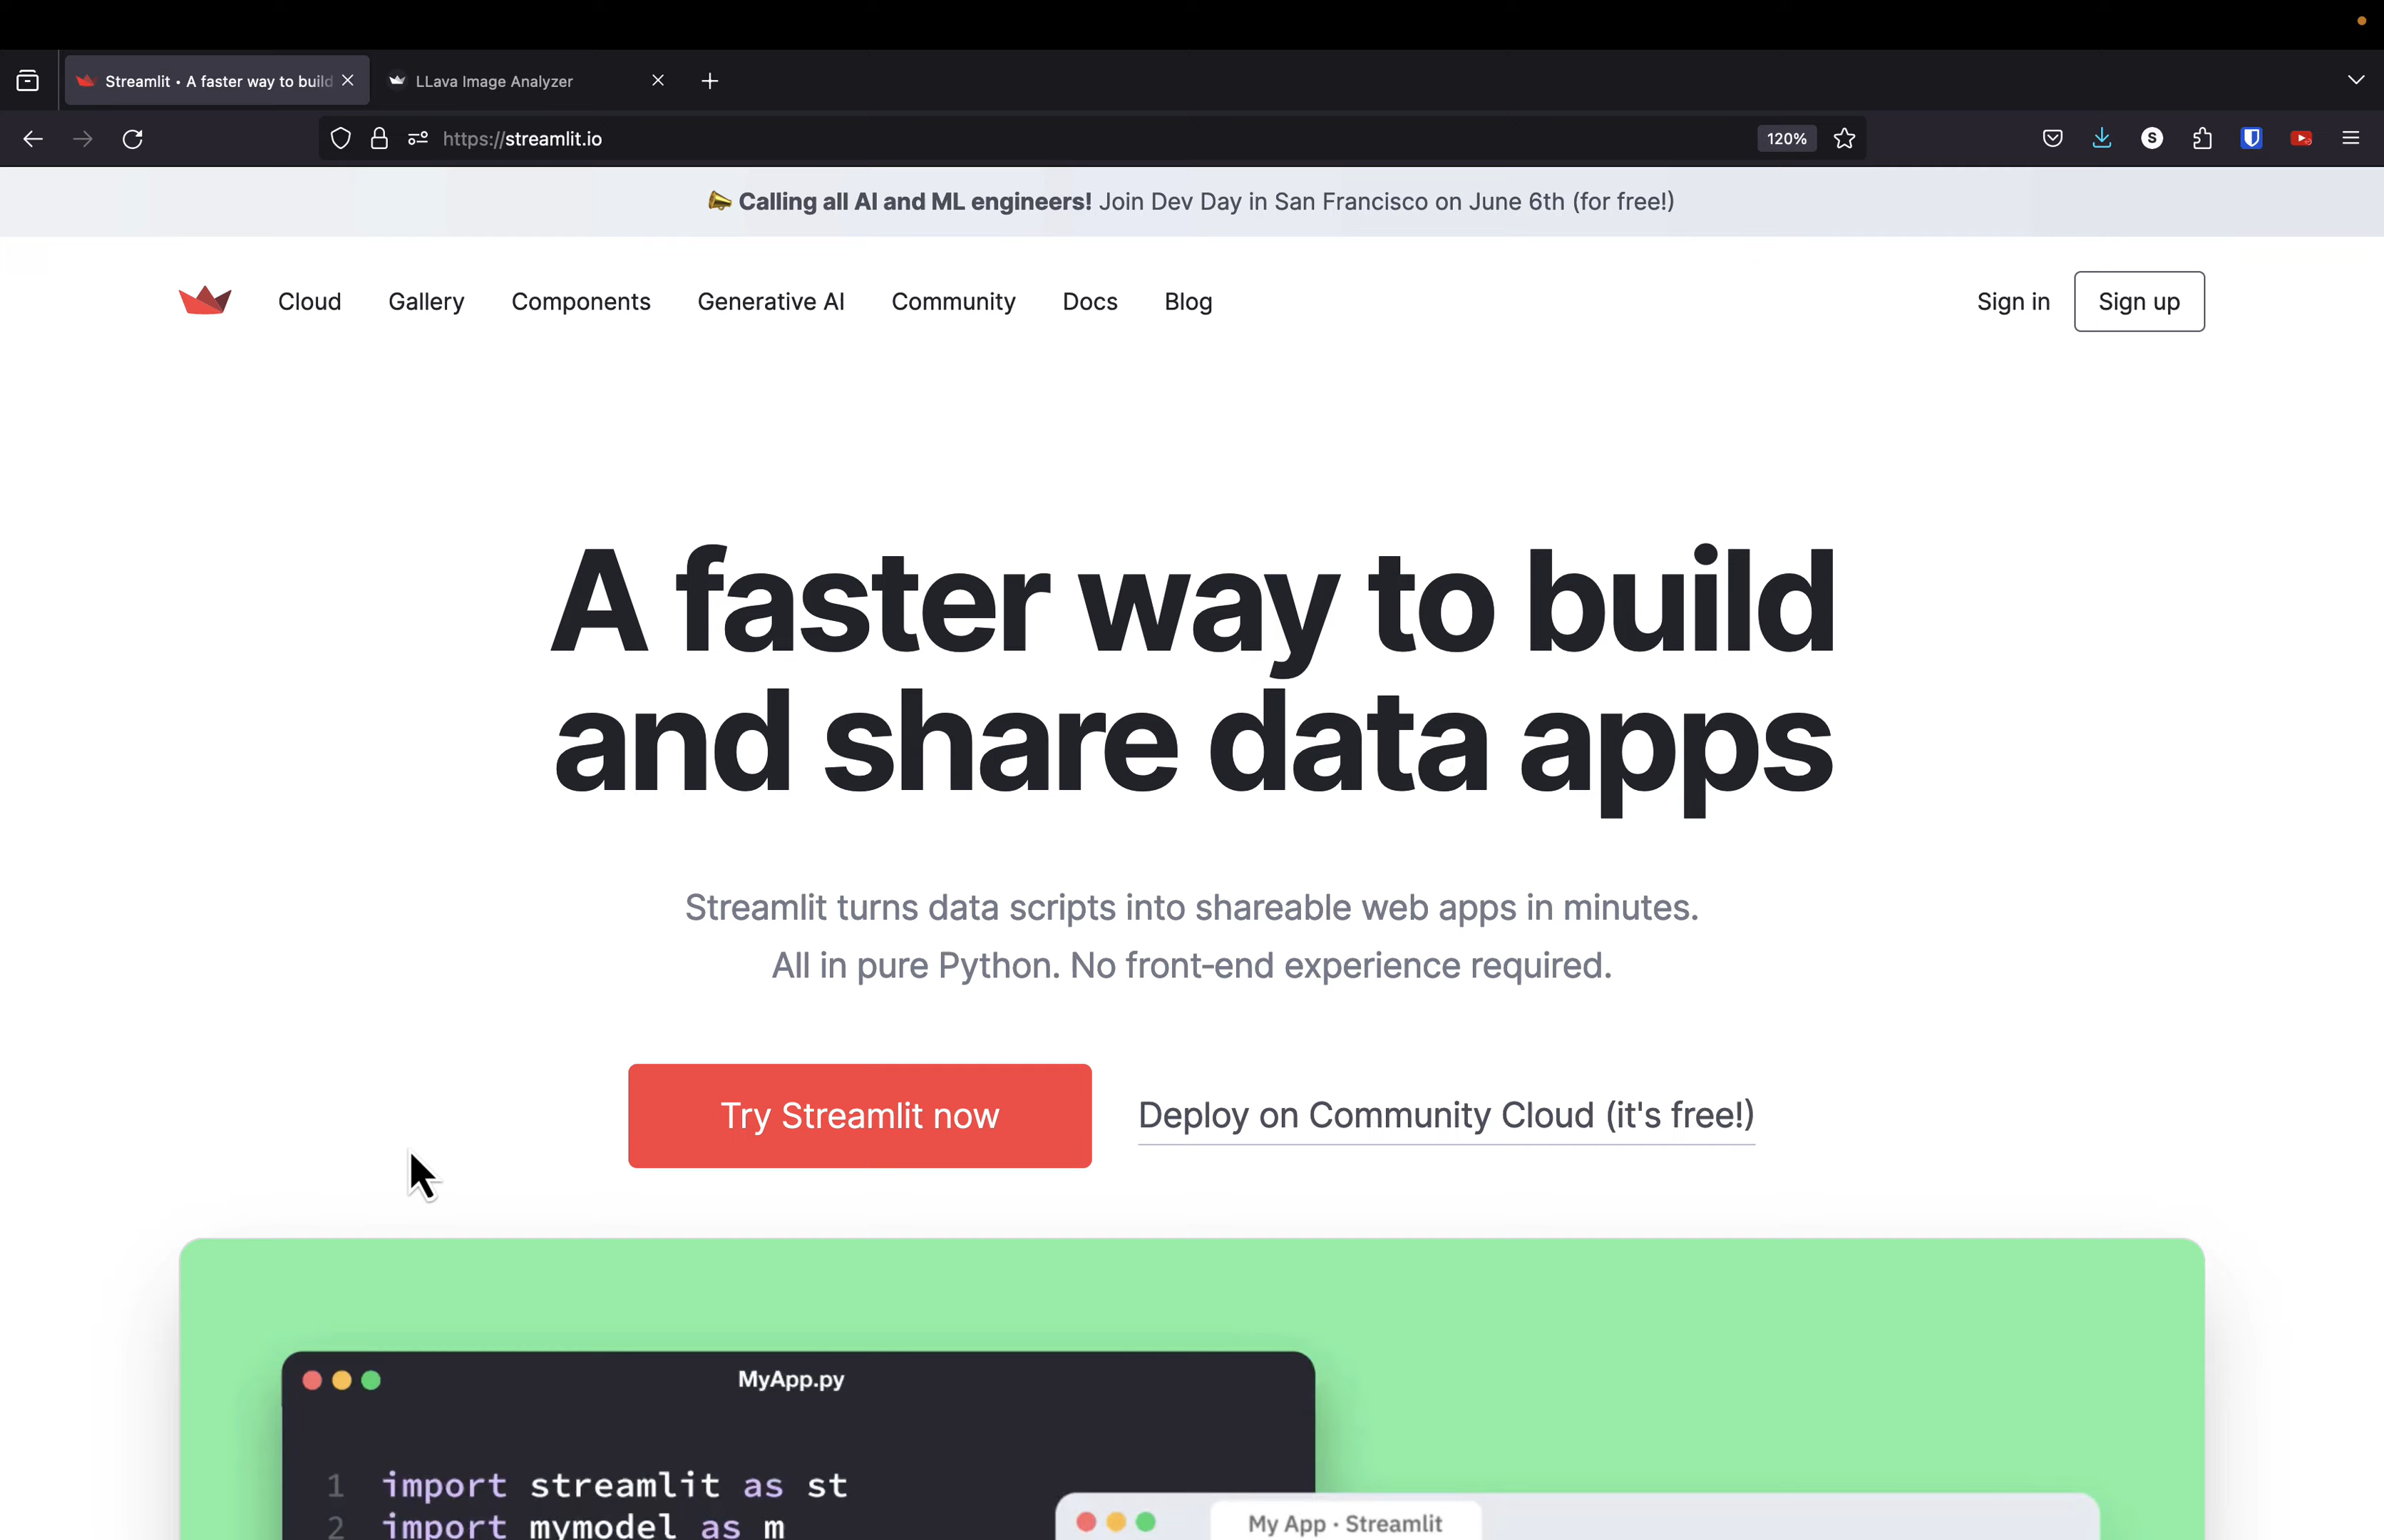 Streamlit • A faster way to build
LLava Image Analyzer
https://streamlit.io
120%
S
Calling all AI and ML engineers! Join Dev Day in San Francisco on June 6th (for free!)
Cloud
Gallery
Components
Generative AI
Community
Docs
Blog
Sign in
Sign up
A faster way to build
and share data apps
Streamlit turns data scripts into shareable web apps in minutes.
All in pure Python. No front-end experience required.
Try Streamlit now
Deploy on Community Cloud (it's free!)
MyApp.py
1 import streamlit as st
2 import mymodel as m
My App · Streamlit